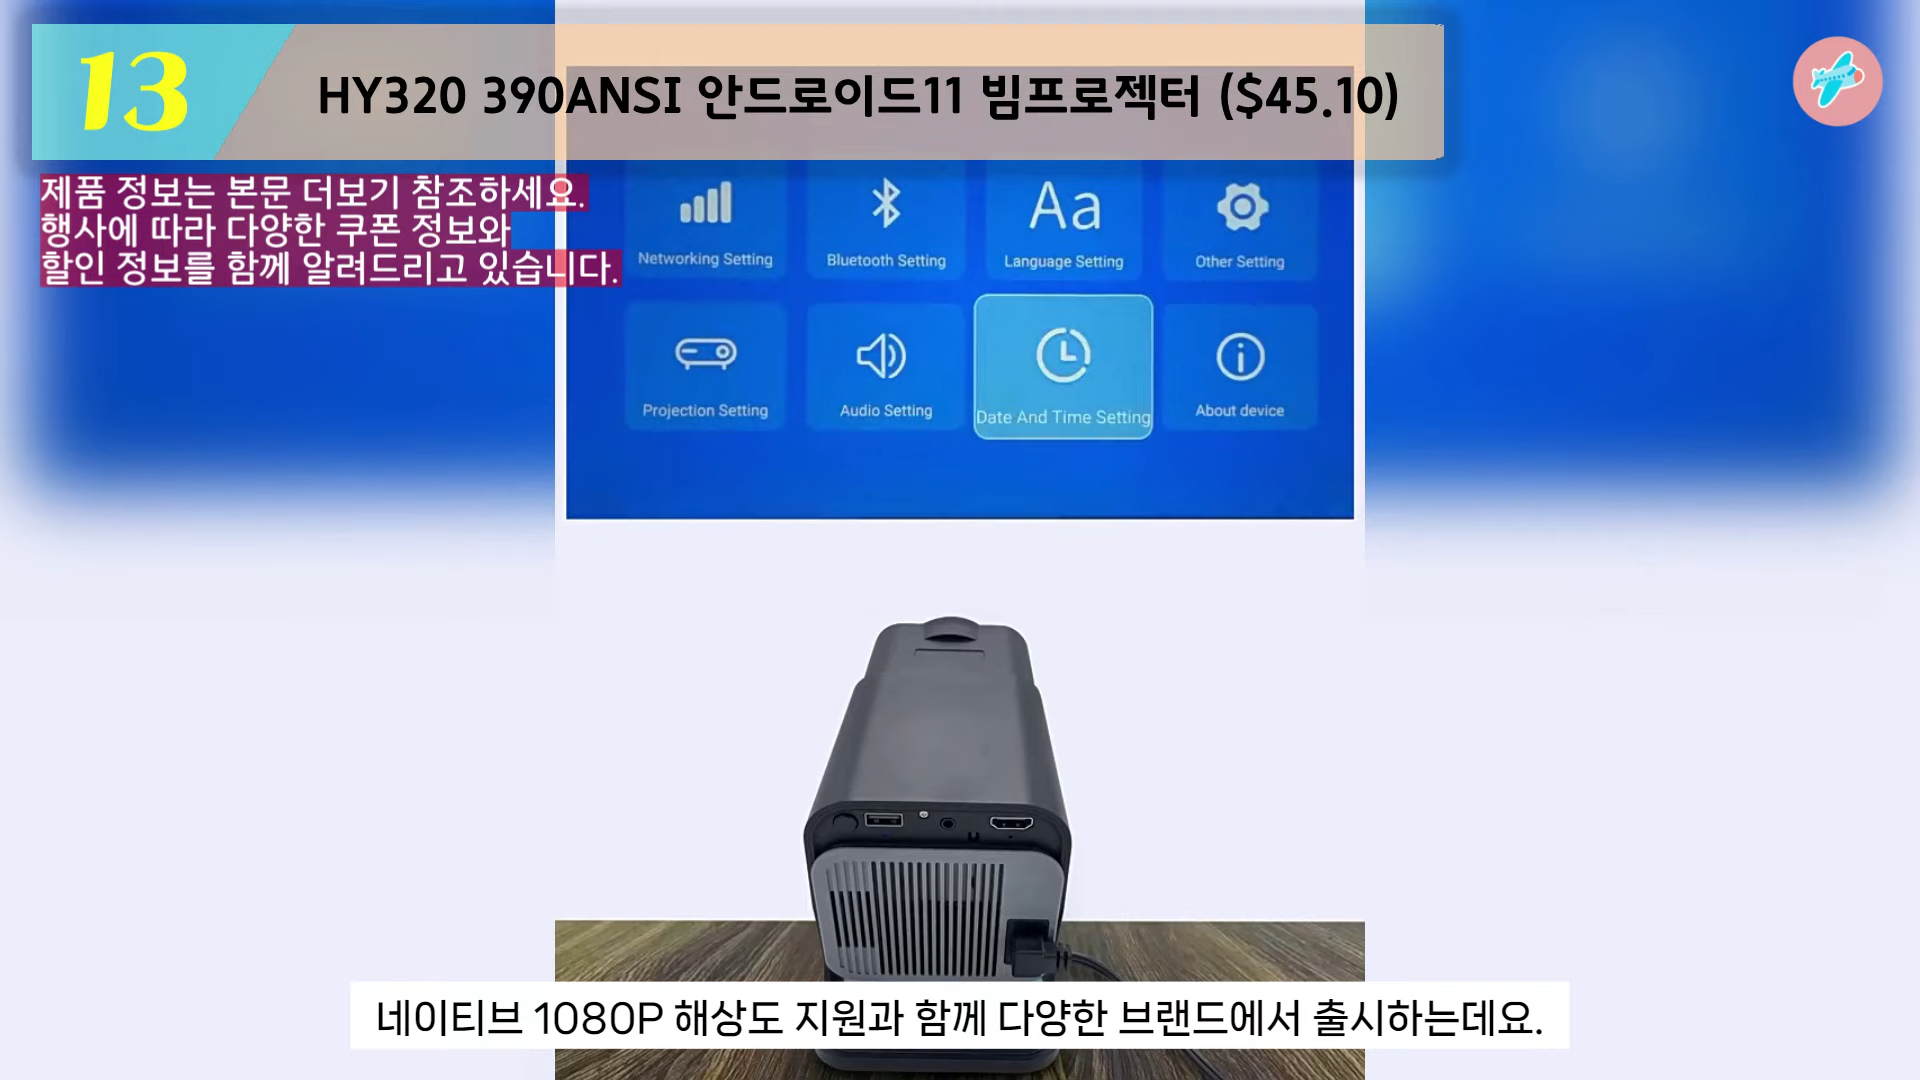 13
HY320 390ANSI 안드로이드11 빔프로젝터 ($45.10)
제품 정보는 본문 더보기 참조하세요.
행사에 따라 다양한 쿠폰 정보와
할인 정보를 함께 알려드리고 있습니다.
Networking Setting
Bluetooth Setting
Aa
Language Setting
Other Setting
Projection Setting
Audio Setting
Date And Time Setting
About device
네이티브 1080P 해상도 지원과 함께 다양한 브랜드에서 출시하는데요.